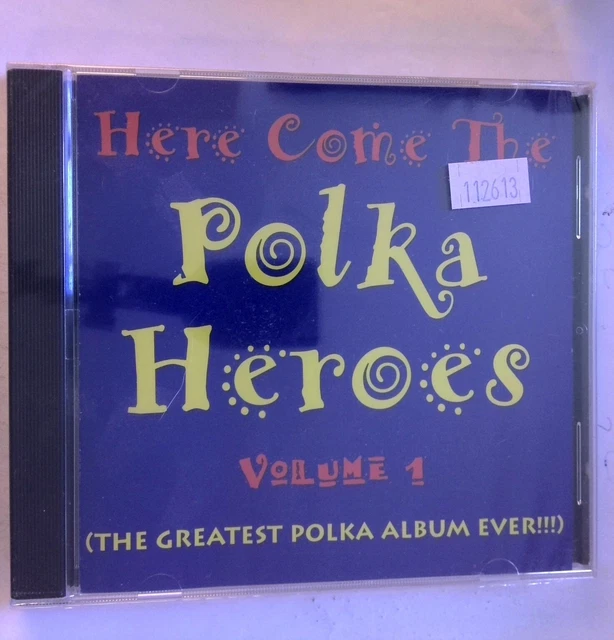 Here Come The
112613
Polka
Heroes
Volume 1
(THE GREATEST POLKA ALBUM EVER!!!)